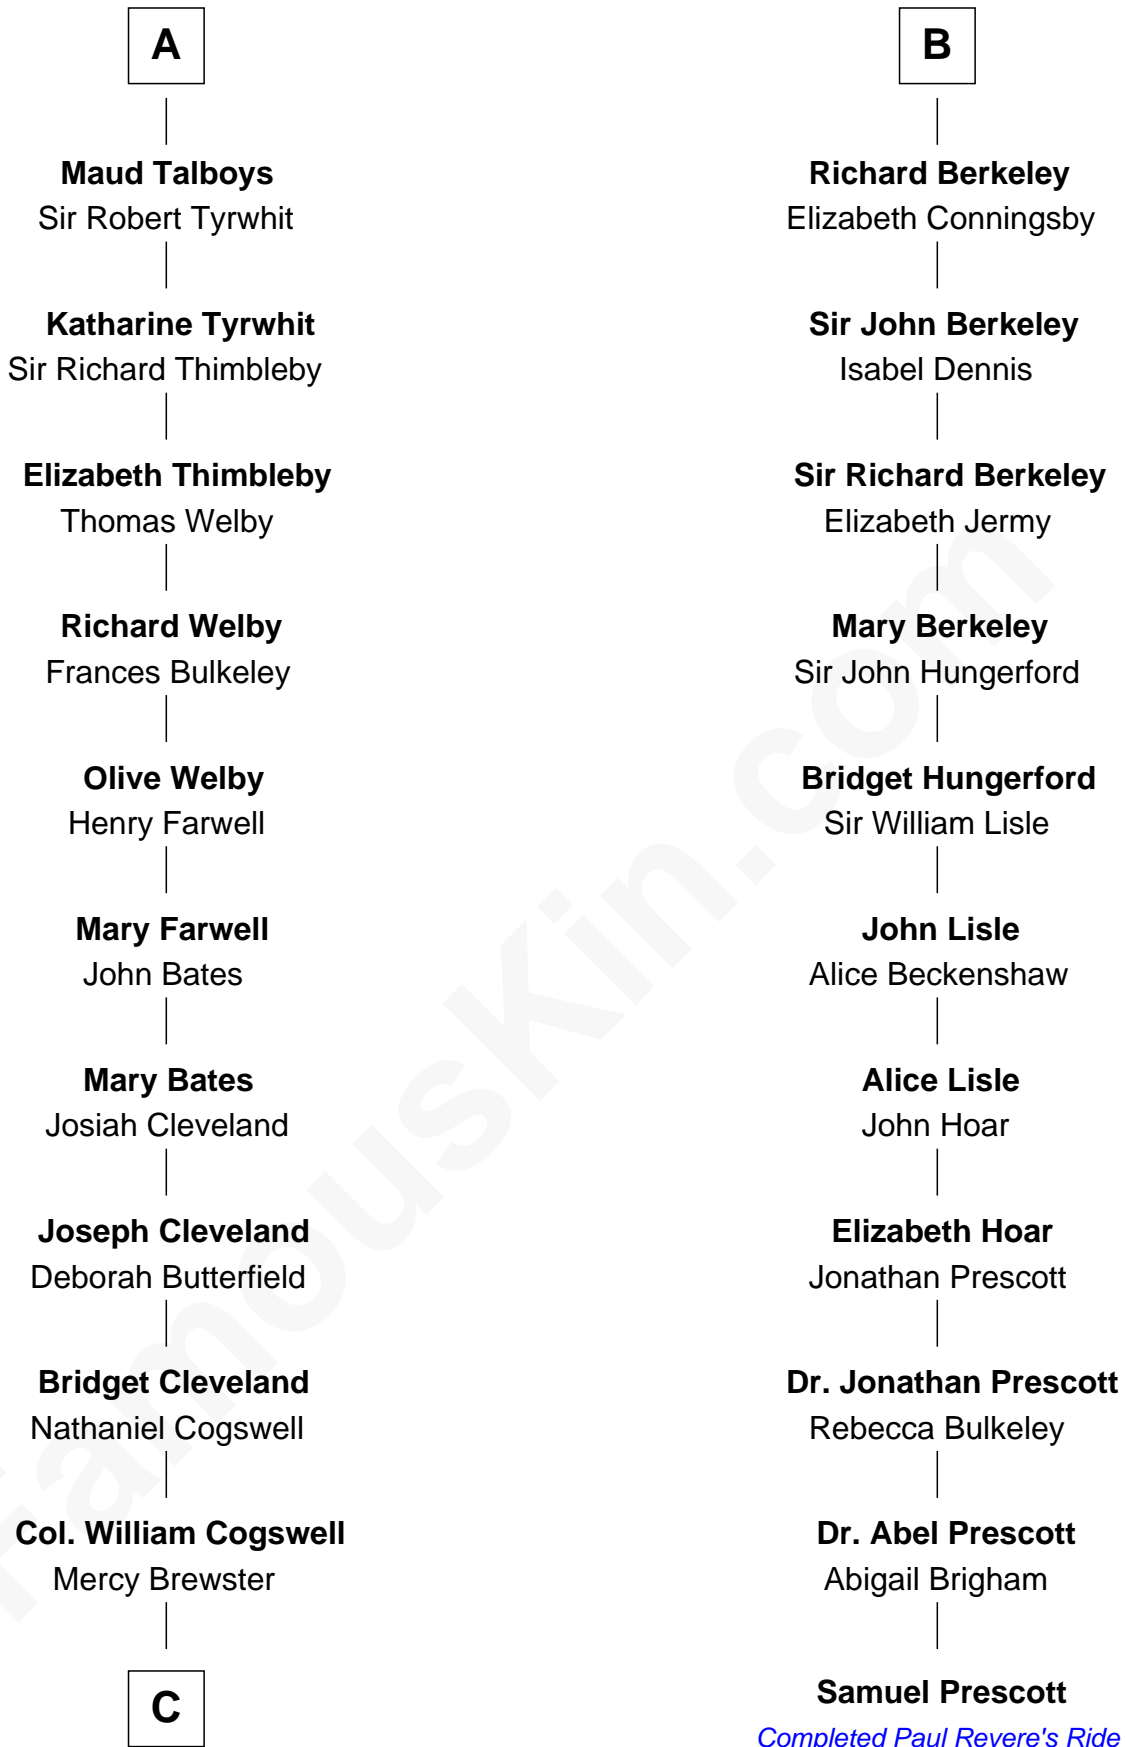 A
Maud Talboys
Sir Robert Tyrwhit
Katharine Tyrwhit
Sir Richard Thimbleby
Elizabeth Thimbleby
Thomas Welby
Richard Welby
Frances Bulkeley
Olive Welby
Henry Farwell
Mary Farwell
John Bates
Mary Bates
Josiah Cleveland
Joseph Cleveland
Deborah Butterfield
Bridget Cleveland
Nathaniel Cogswell
Col. William Cogswell
Mercy Brewster
C
B
Richard Berkeley
Elizabeth Conningsby
Sir John Berkeley
Isabel Dennis
Sir Richard Berkeley
Elizabeth Jermy
Mary Berkeley
Sir John Hungerford
Bridget Hungerford
Sir William Lisle
John Lisle
Alice Beckenshaw
Alice Lisle
John Hoar
Elizabeth Hoar
Jonathan Prescott
Dr. Jonathan Prescott
Rebecca Bulkeley
Dr. Abel Prescott
Abigail Brigham
Samuel Prescott
Completed Paul Revere's Ride
FamousKin.com